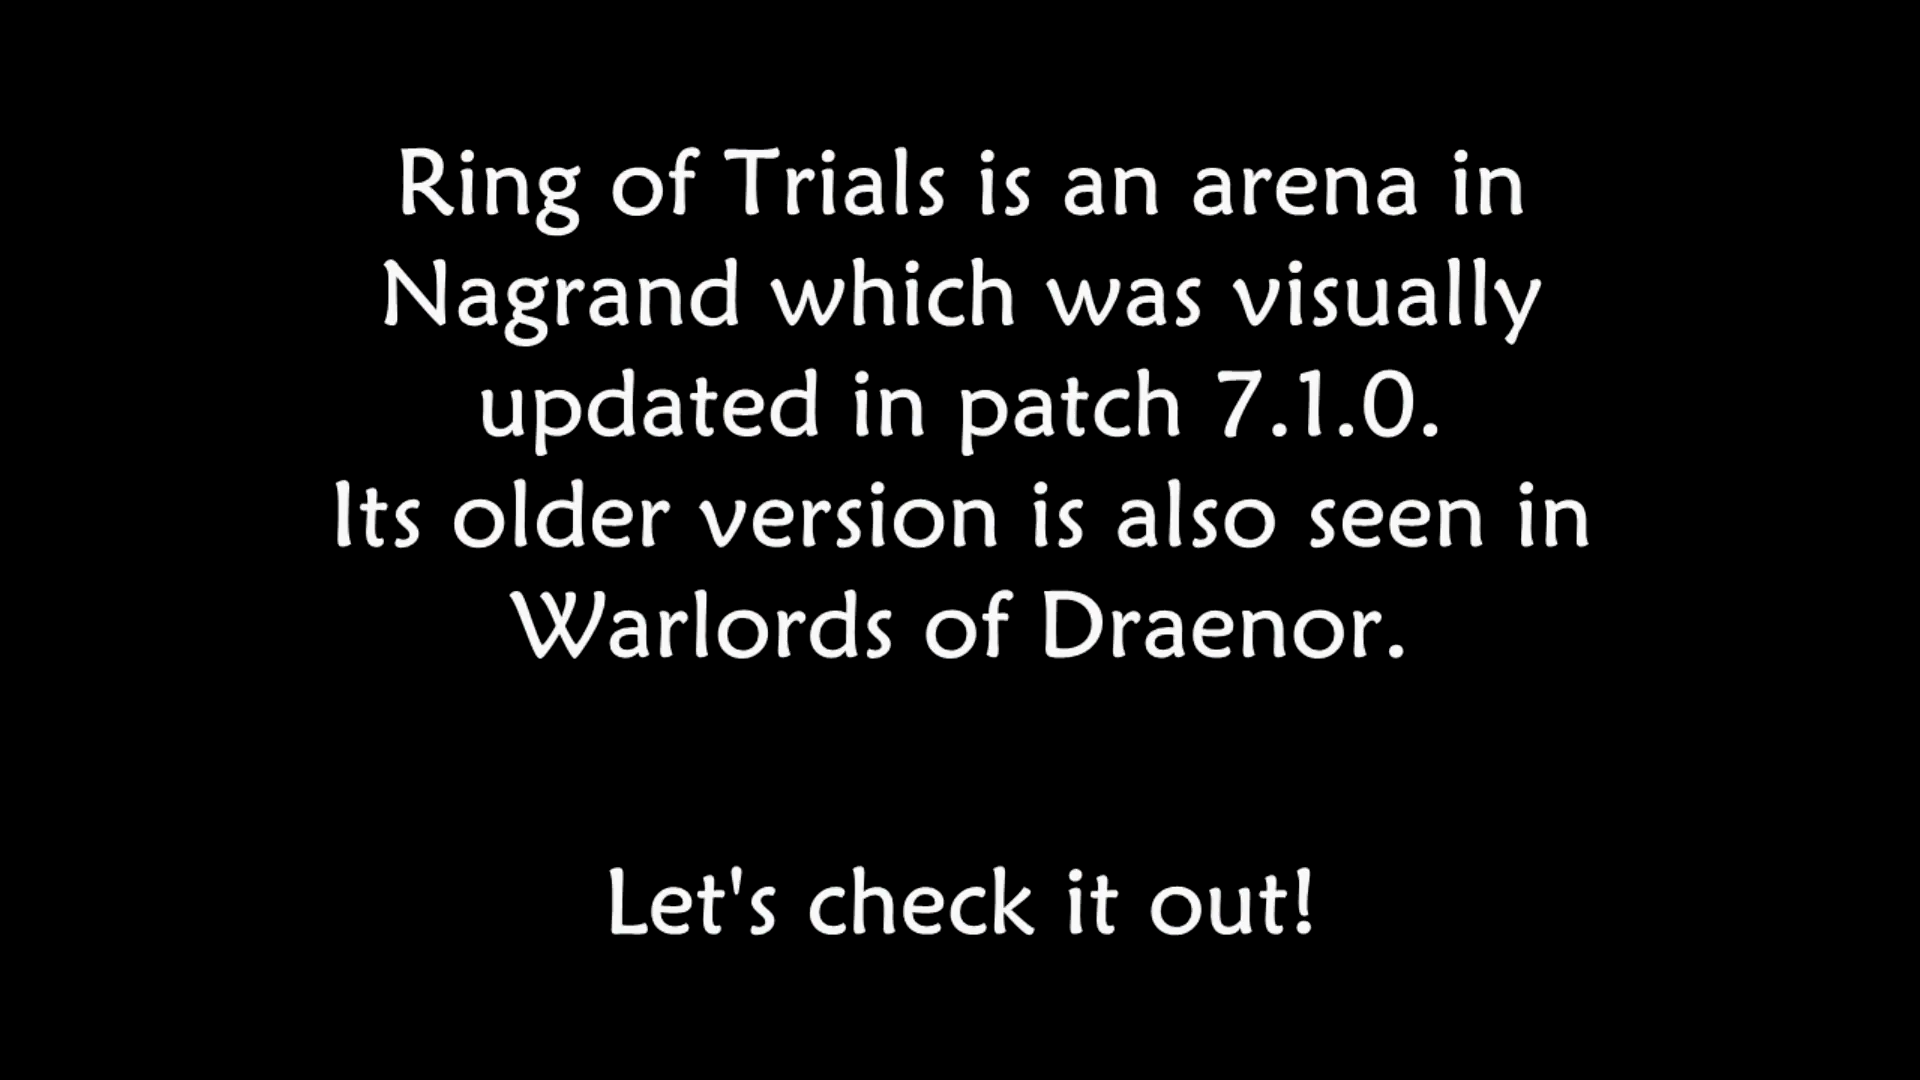 Ring of Trials is an arena in
Nagrand which was visually
updated in patch 7.1.0.
Its older version is also seen in
Warlords of Draenor.
Let's check it out!